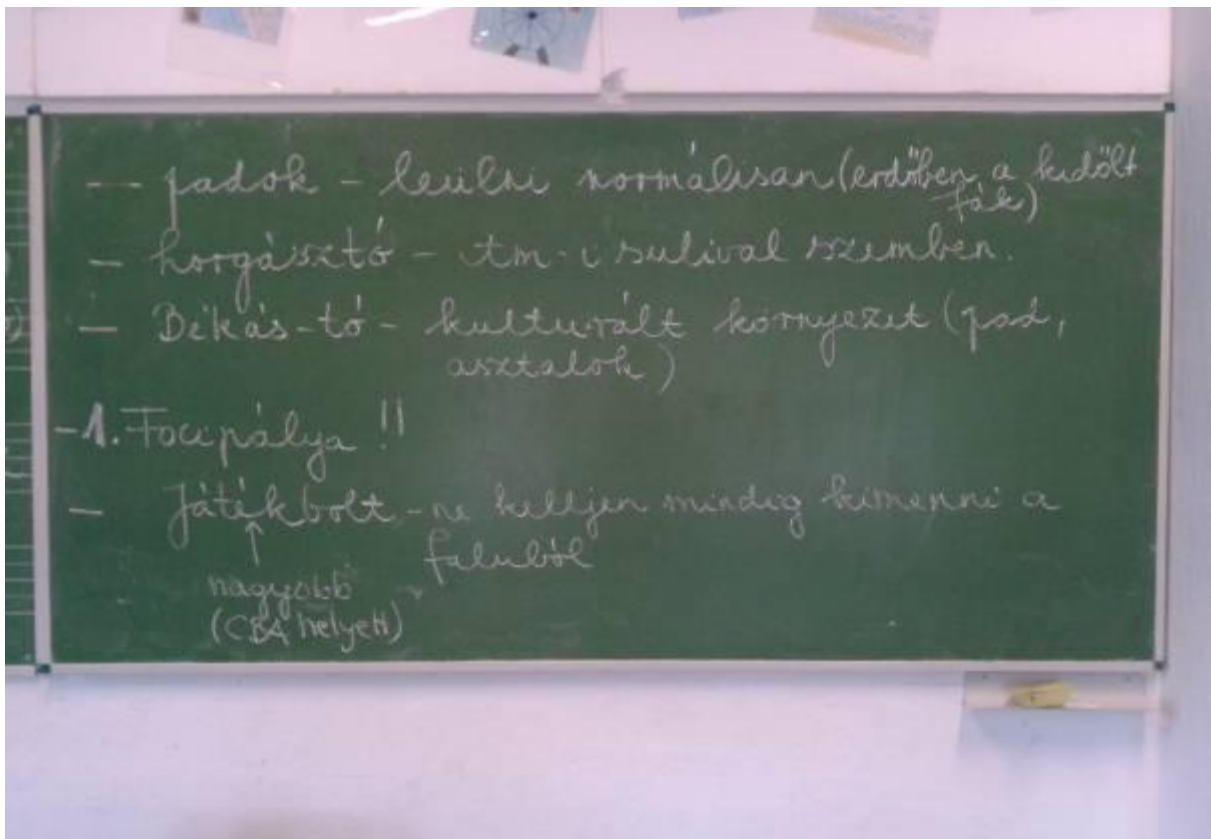 — padok - leülni normálisan (erdőben a kidőlt
fák)
- horgásztó - tm-i sulival szemben.
- Békás-tó - kulturált környezet (pad,
asztalok)
-1. Focipálya !!
- Játékbolt - ne kelljen mindig kimenni a
faluból
↑
nagyobb
(CBA helyett)